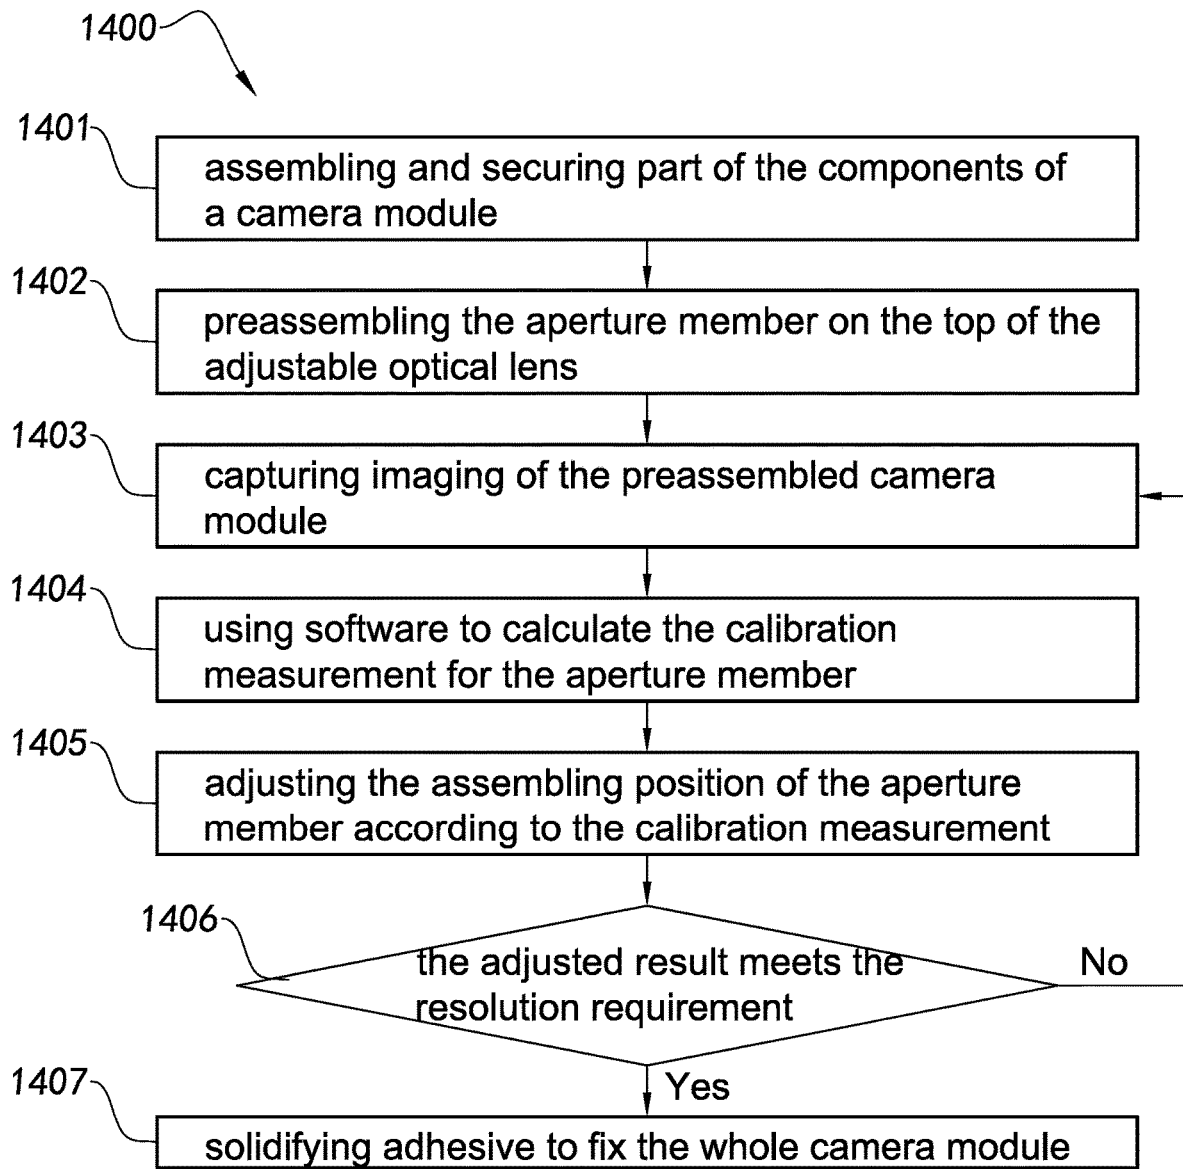 1400
1401
assembling and securing part of the components of
a camera module
1402
preassembling the aperture member on the top of the
adjustable optical lens
1403
capturing imaging of the preassembled camera
module
1404
using software to calculate the calibration
measurement for the aperture member
1405
adjusting the assembling position of the aperture
member according to the calibration measurement
1406
the adjusted result meets the
resolution requirement
No
Yes
1407
solidifying adhesive to fix the whole camera module